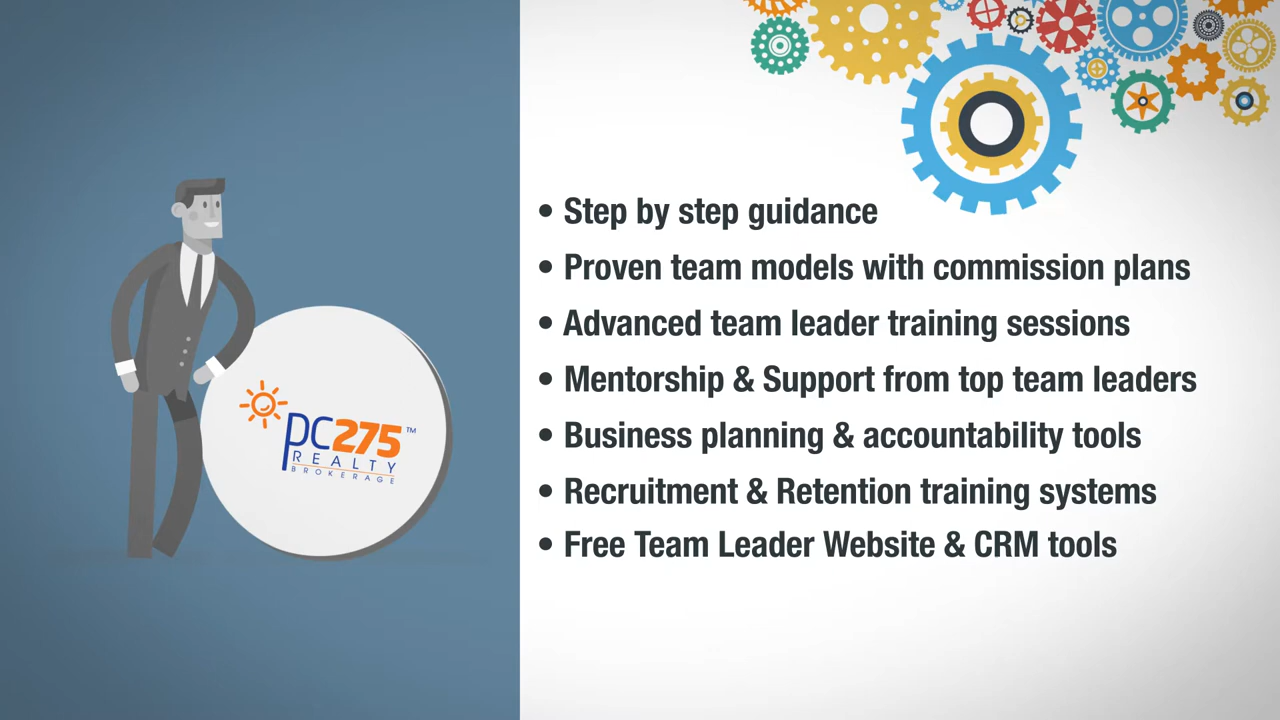 pc275™
REALTY
BROKERAGE
• Step by step guidance
• Proven team models with commission plans
• Advanced team leader training sessions
• Mentorship & Support from top team leaders
• Business planning & accountability tools
• Recruitment & Retention training systems
• Free Team Leader Website & CRM tools